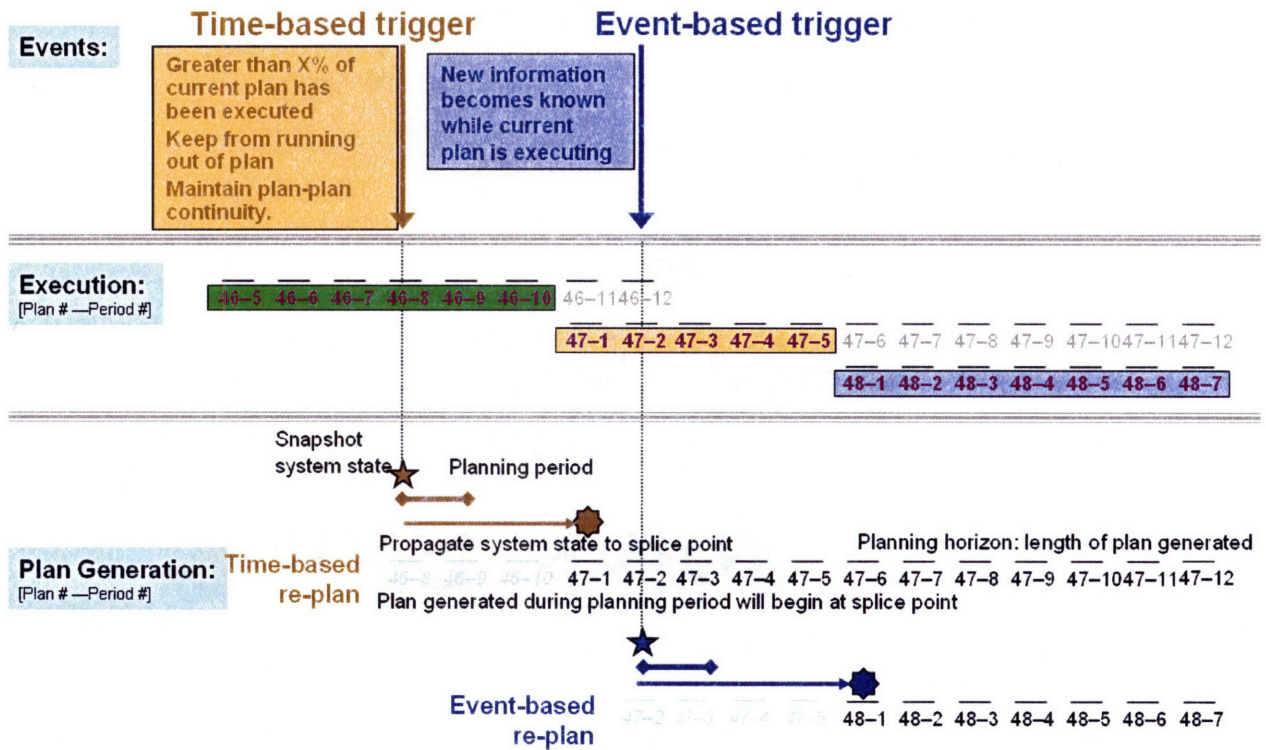 Time-based trigger
Event-based trigger
Events:
Greater than X% of
current plan has
been executed
Keep from running
out of plan
Maintain plan-plan
continuity.
New information
becomes known
while current
plan is executing
Execution:
[Plan # —Period #]
46–5 46–6 46–7 46–8 46–9 46–10 46–11 46–12
47–1 47–2 47–3 47–4 47–5 47–6 47–7 47–8 47–9 47–10 47–11 47–12
48–1 48–2 48–3 48–4 48–5 48–6 48–7
Snapshot
system state
Planning period
Propagate system state to splice point
Planning horizon: length of plan generated
Plan Generation:
[Plan # —Period #]
Time-based
re-plan
46–8 46–9 46–10 47–1 47–2 47–3 47–4 47–5 47–6 47–7 47–8 47–9 47–10 47–11 47–12
Plan generated during planning period will begin at splice point
Event-based
re-plan
47–2 47–3 47–4 47–5 48–1 48–2 48–3 48–4 48–5 48–6 48–7